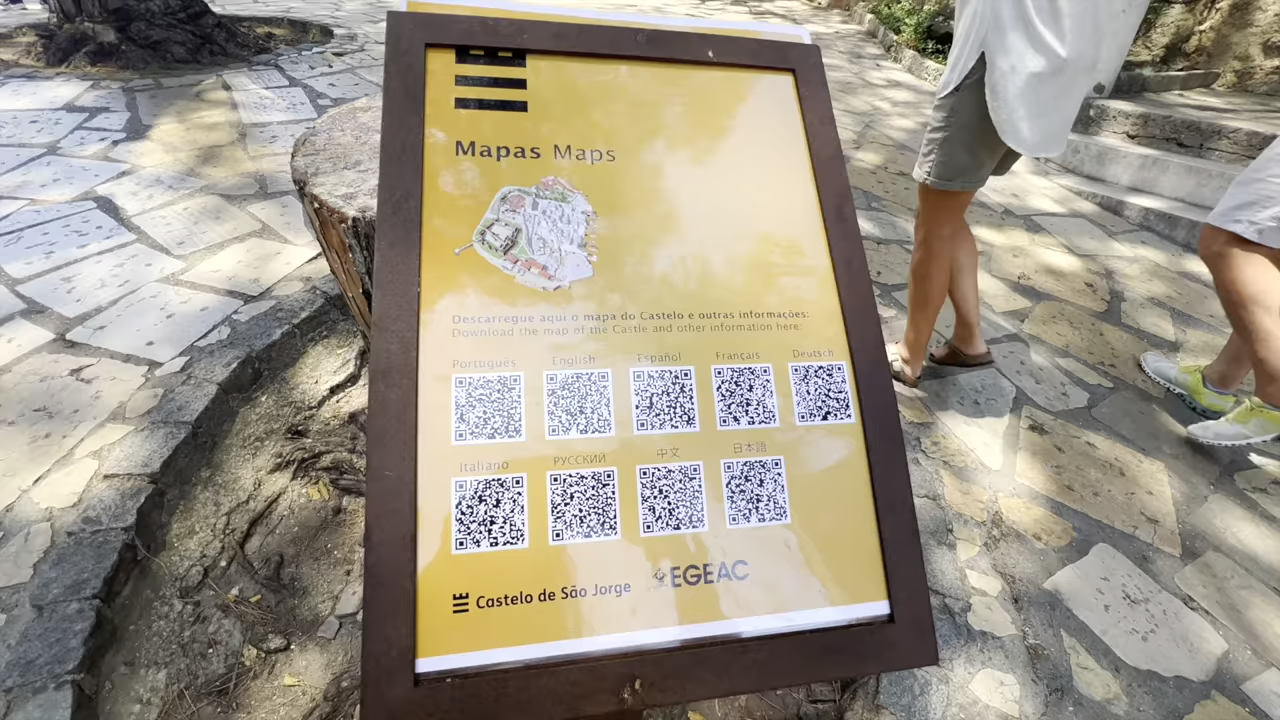 Mapas Maps
Descarregue aqui o mapa do Castelo e outras informações:
Download the map of the Castle and other information here:
Português English Español Français Deutsch
Italiano РУССКИЙ 中文 日本語
Castelo de São Jorge EGEAC